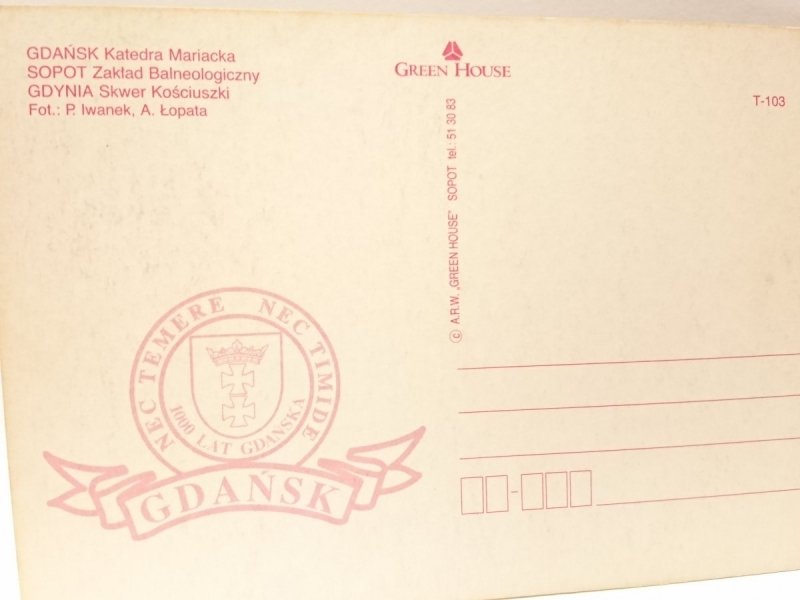 GDAŃSK Katedra Mariacka
SOPOT Zakład Balneologiczny
GDYNIA Skwer Kościuszki
Fot.: P. Iwanek, A. Łopata
GREEN HOUSE
T-103
© A.R.W. „GREEN HOUSE" SOPOT tel.: 51 30 83
NEC TEMERE NEC TIMIDE
1000 LAT GDAŃSKA
GDAŃSK